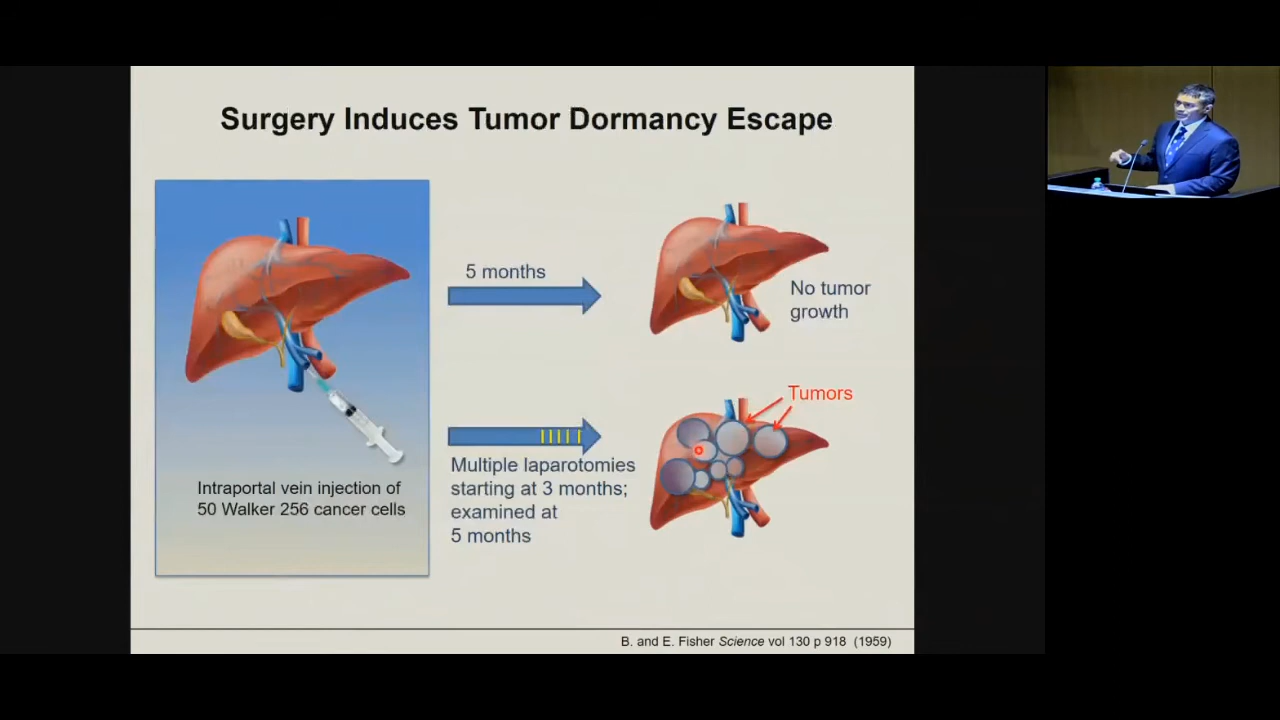 Surgery Induces Tumor Dormancy Escape
5 months
No tumor
growth
Tumors
Multiple laparotomies
starting at 3 months;
examined at
5 months
Intraportal vein injection of
50 Walker 256 cancer cells
B. and E. Fisher Science vol 130 p 918 (1959)